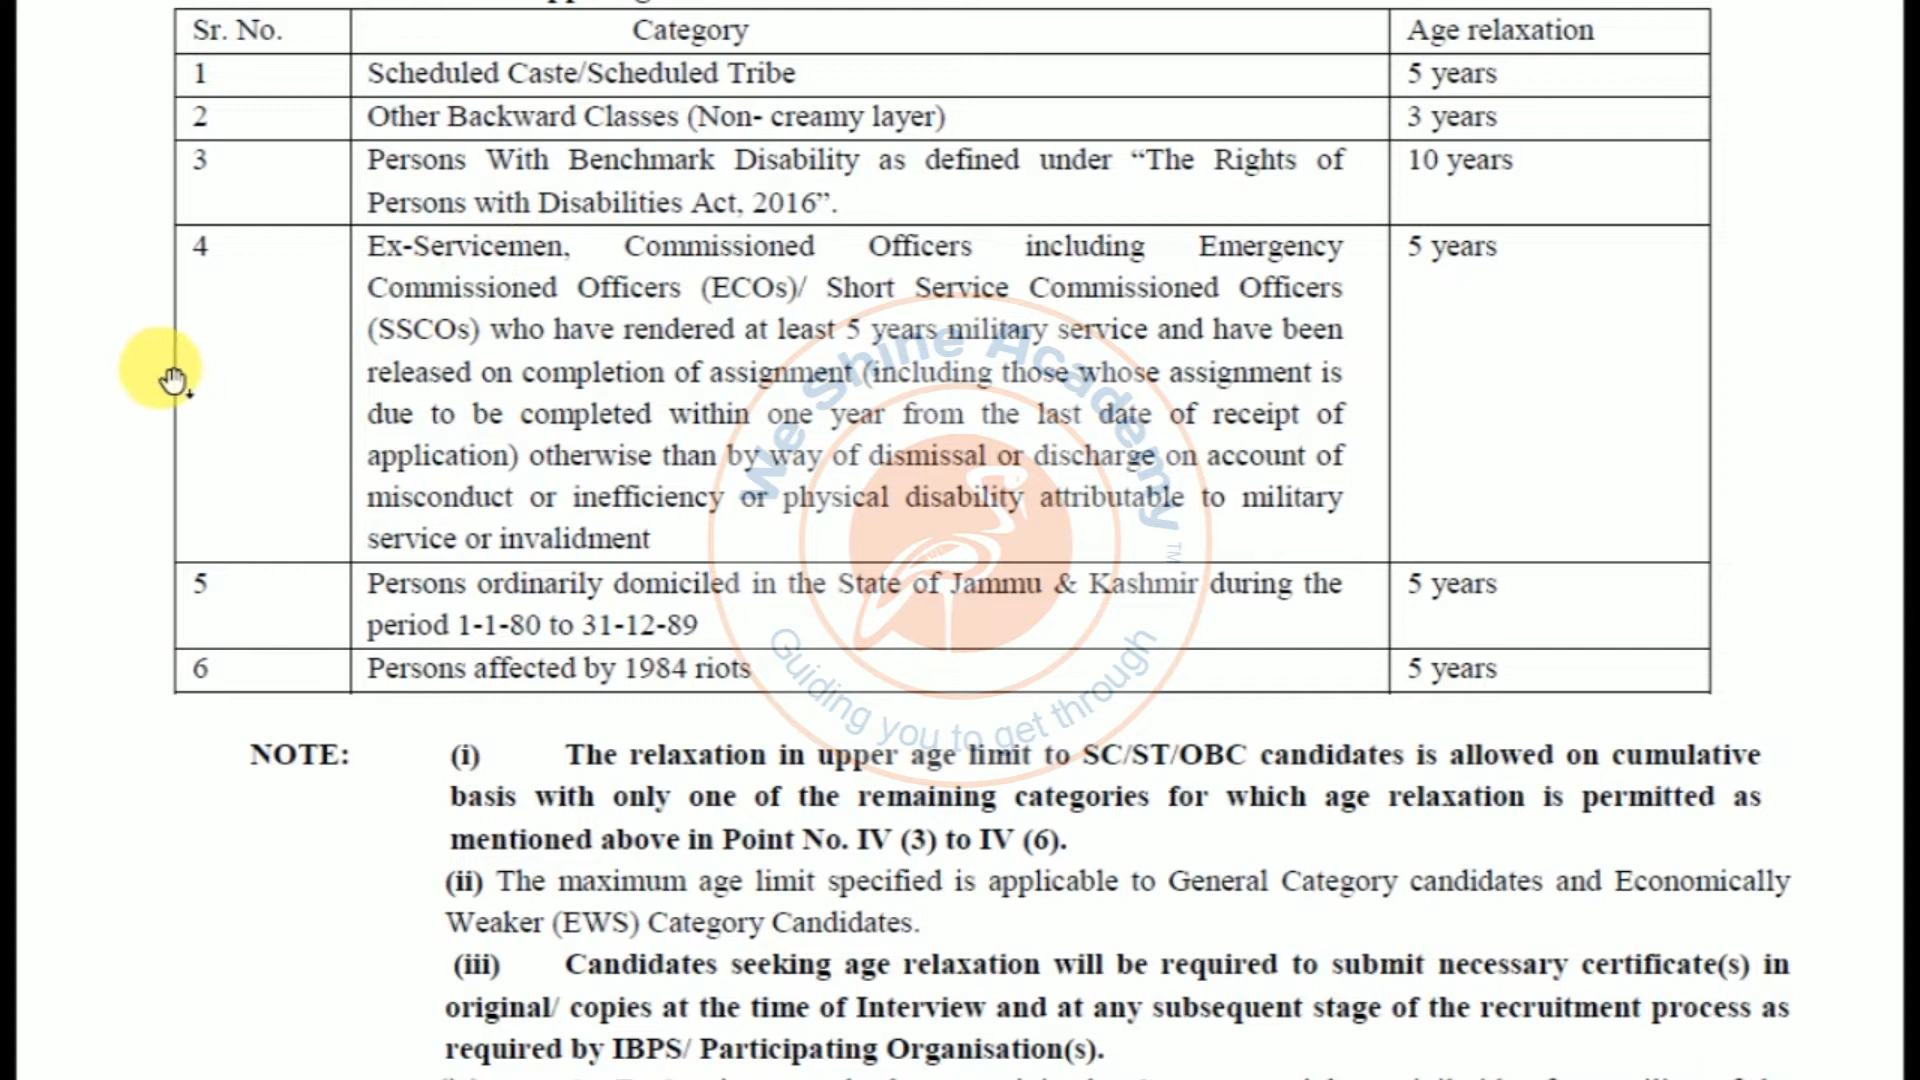 Sr. No. Category Age relaxation
1 Scheduled Caste/Scheduled Tribe 5 years
2 Other Backward Classes (Non- creamy layer) 3 years
3 Persons With Benchmark Disability as defined under “The Rights of 10 years
Persons with Disabilities Act, 2016”.
4 Ex-Servicemen, Commissioned Officers including Emergency 5 years
Commissioned Officers (ECOs)/ Short Service Commissioned Officers
(SSCOs) who have rendered at least 5 years military service and have been
released on completion of assignment (including those whose assignment is
due to be completed within one year from the last date of receipt of
application) otherwise than by way of dismissal or discharge on account of
misconduct or inefficiency or physical disability attributable to military
service or invalidment
5 Persons ordinarily domiciled in the State of Jammu & Kashmir during the 5 years
period 1-1-80 to 31-12-89
6 Persons affected by 1984 riots 5 years
We Shine Academy™
Guiding you to get through
NOTE: (i) The relaxation in upper age limit to SC/ST/OBC candidates is allowed on cumulative
basis with only one of the remaining categories for which age relaxation is permitted as
mentioned above in Point No. IV (3) to IV (6).
(ii) The maximum age limit specified is applicable to General Category candidates and Economically
Weaker (EWS) Category Candidates.
(iii) Candidates seeking age relaxation will be required to submit necessary certificate(s) in
original/ copies at the time of Interview and at any subsequent stage of the recruitment process as
required by IBPS/ Participating Organisation(s).